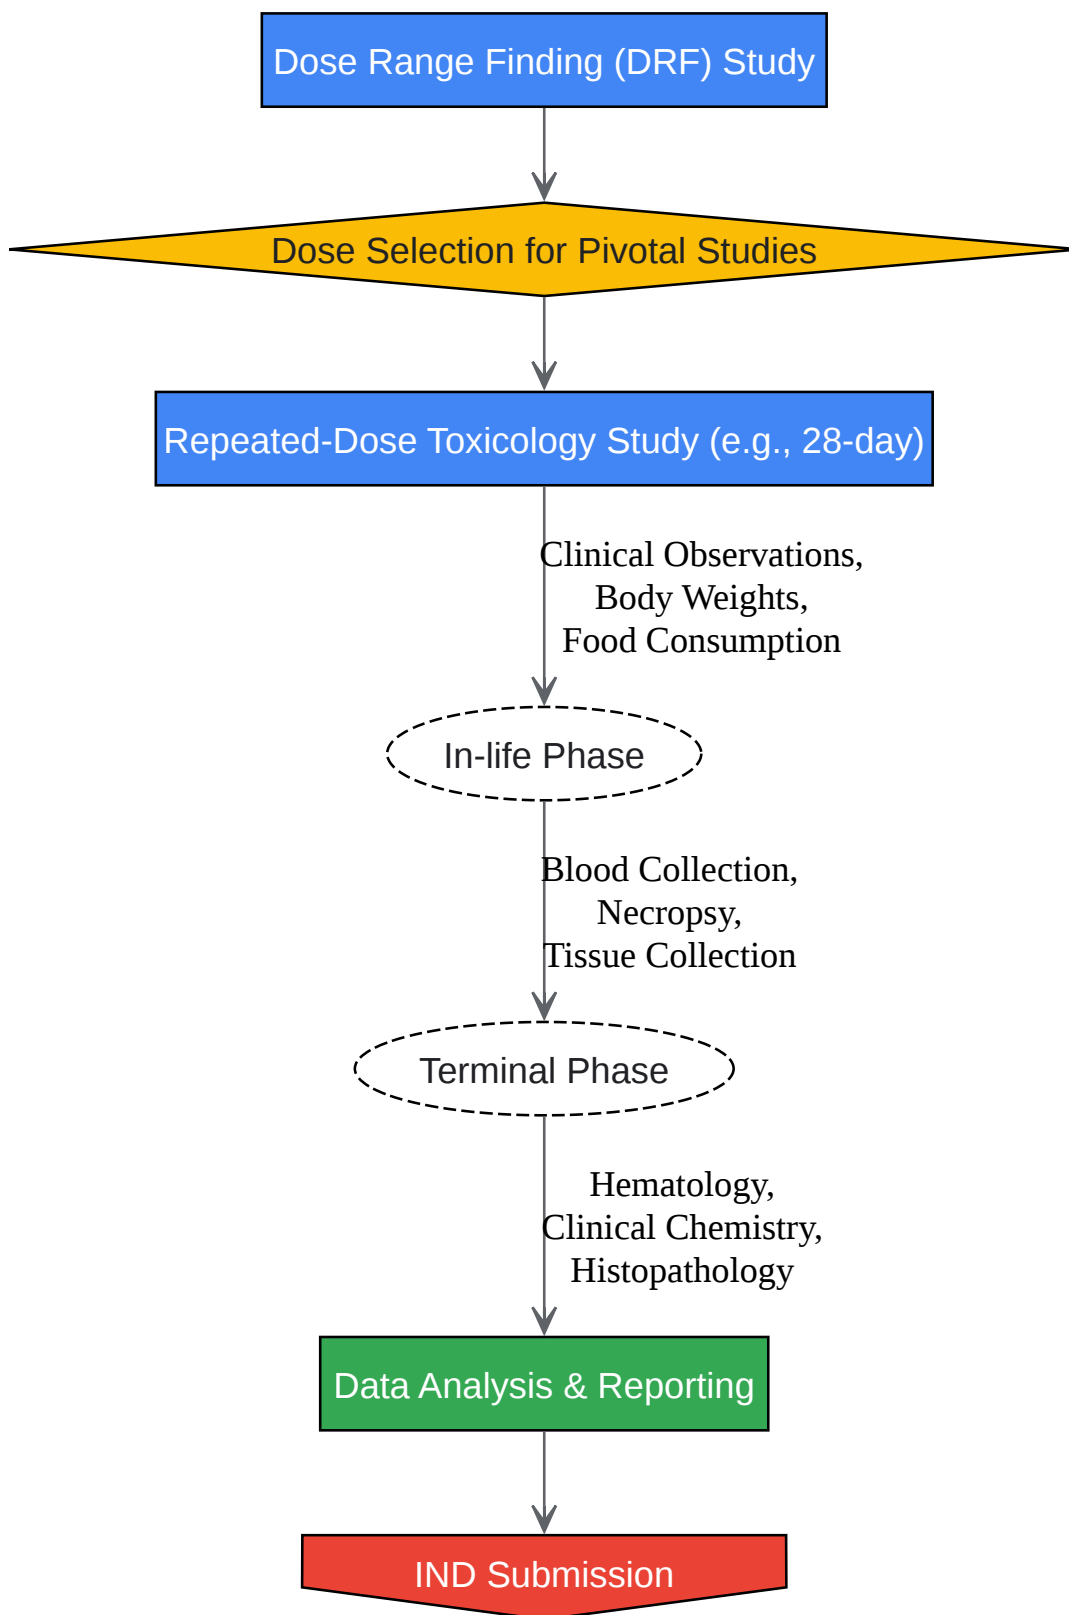 Dose Range Finding (DRF) Study
Dose Selection for Pivotal Studies
Repeated-Dose Toxicology Study (e.g., 28-day)
Clinical Observations,
Body Weights,
Food Consumption
In-life Phase
Blood Collection,
Necropsy,
Tissue Collection
Terminal Phase
Hematology,
Clinical Chemistry,
Histopathology
Data Analysis & Reporting
IND Submission